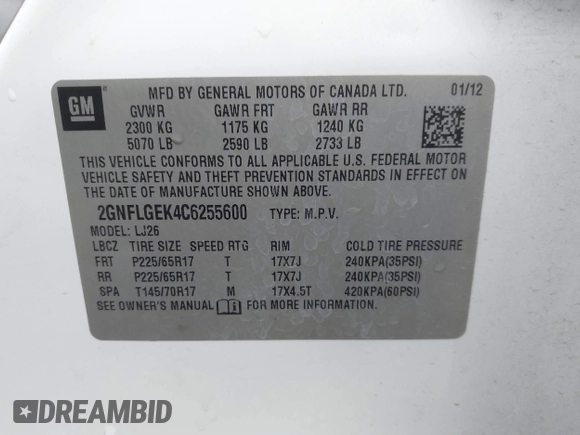 GM
MFD BY GENERAL MOTORS OF CANADA LTD. 01/12
GVWR GAWR FRT GAWR RR
2300 KG 1175 KG 1240 KG
5070 LB 2590 LB 2733 LB
THIS VEHICLE CONFORMS TO ALL APPLICABLE U.S. FEDERAL MOTOR
VEHICLE SAFETY AND THEFT PREVENTION STANDARDS IN EFFECT ON THE
DATE OF MANUFACTURE SHOWN ABOVE.
2GNFLGEK4C6255600 TYPE: M.P.V.
MODEL: LJ26
LBCZ TIRE SIZE SPEED RTG RIM COLD TIRE PRESSURE
FRT P225/65R17 T 17X7J 240KPA(35PSI)
RR P225/65R17 T 17X7J 240KPA(35PSI)
SPA T145/70R17 M 17X4.5T 420KPA(60PSI)
SEE OWNER'S MANUAL FOR MORE INFORMATION.
DREAMBID